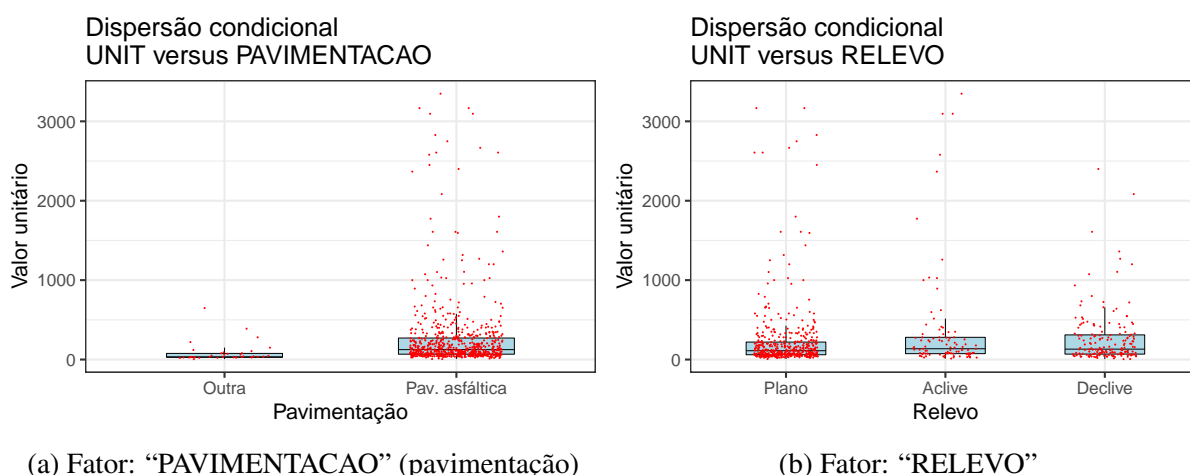 Dispersão condicional
UNIT versus PAVIMENTACAO
Valor unitário
3000
2000
1000
0
Outra
Pav. asfáltica
Pavimentação
(a) Fator: “PAVIMENTACAO” (pavimentação)
Dispersão condicional
UNIT versus RELEVO
Valor unitário
3000
2000
1000
0
Plano
Aclive
Declive
Relevo
(b) Fator: “RELEVO”